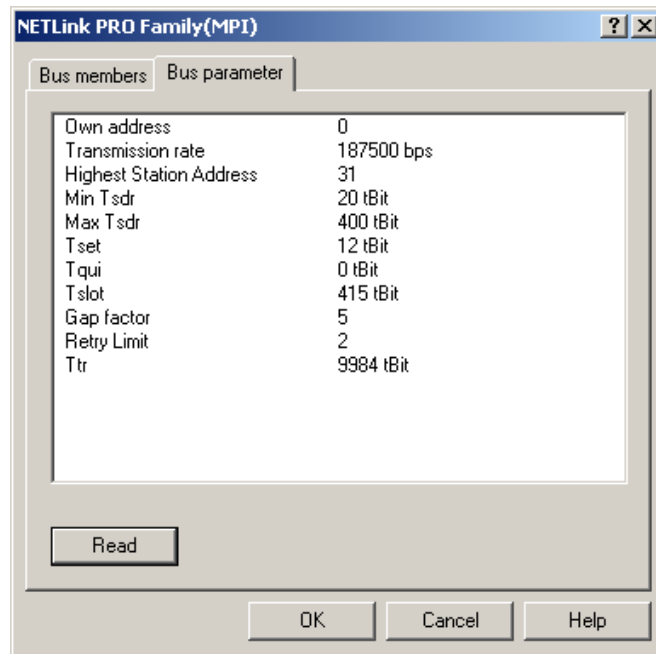 NETLink PRO Family(MPI)
Bus members Bus parameter
Own address 0
Transmission rate 187500 bps
Highest Station Address 31
Min Tsdr 20 tBit
Max Tsdr 400 tBit
Tset 12 tBit
Tqui 0 tBit
Tslot 415 tBit
Gap factor 5
Retry Limit 2
Ttr 9984 tBit
Read
OK Cancel Help